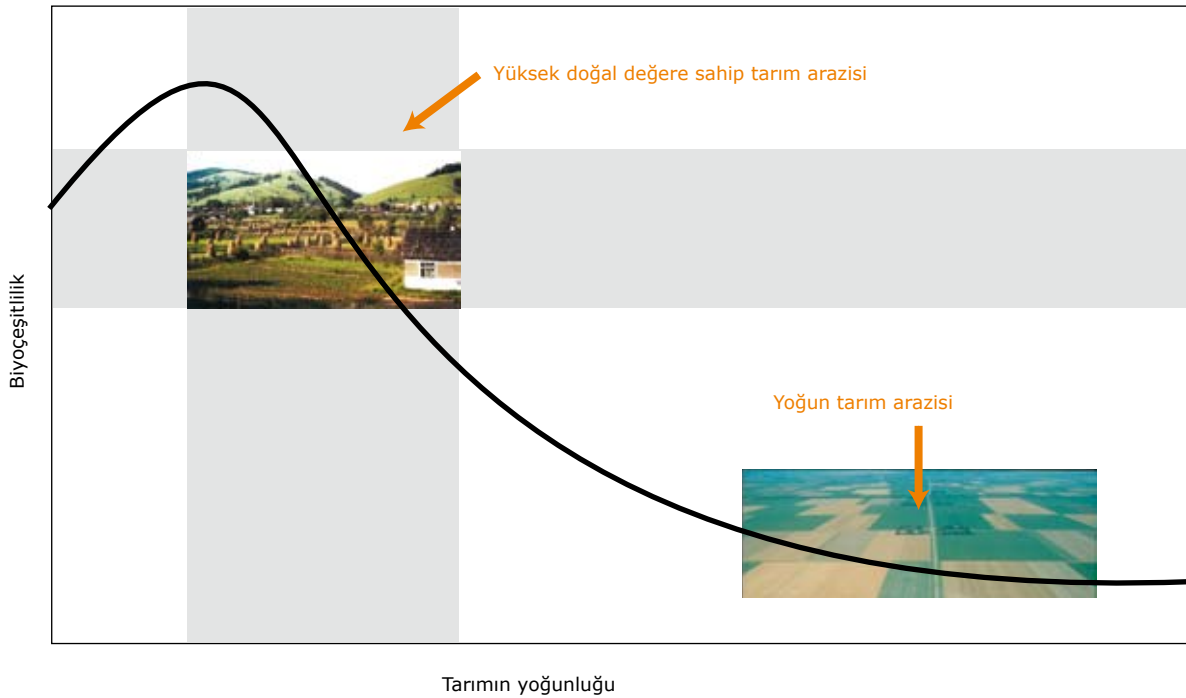 Yüksek doğal değere sahip tarım arazisi
Biyoçeşitlilik
Yoğun tarım arazisi
Tarımın yoğunluğu